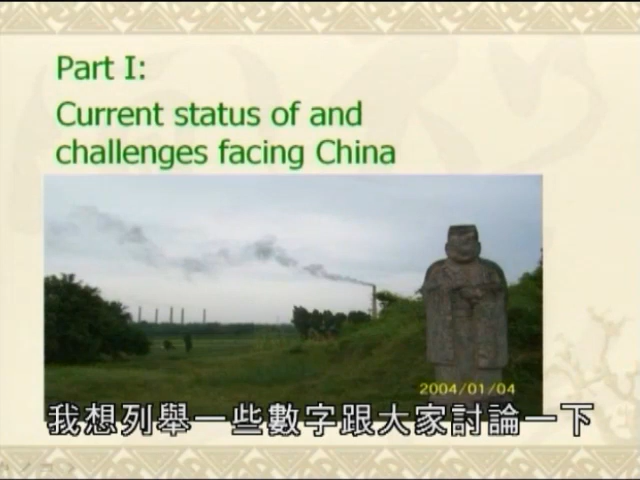 Part I:
Current status of and
challenges facing China
2004/01/04
我想列舉一些數字跟大家討論一下